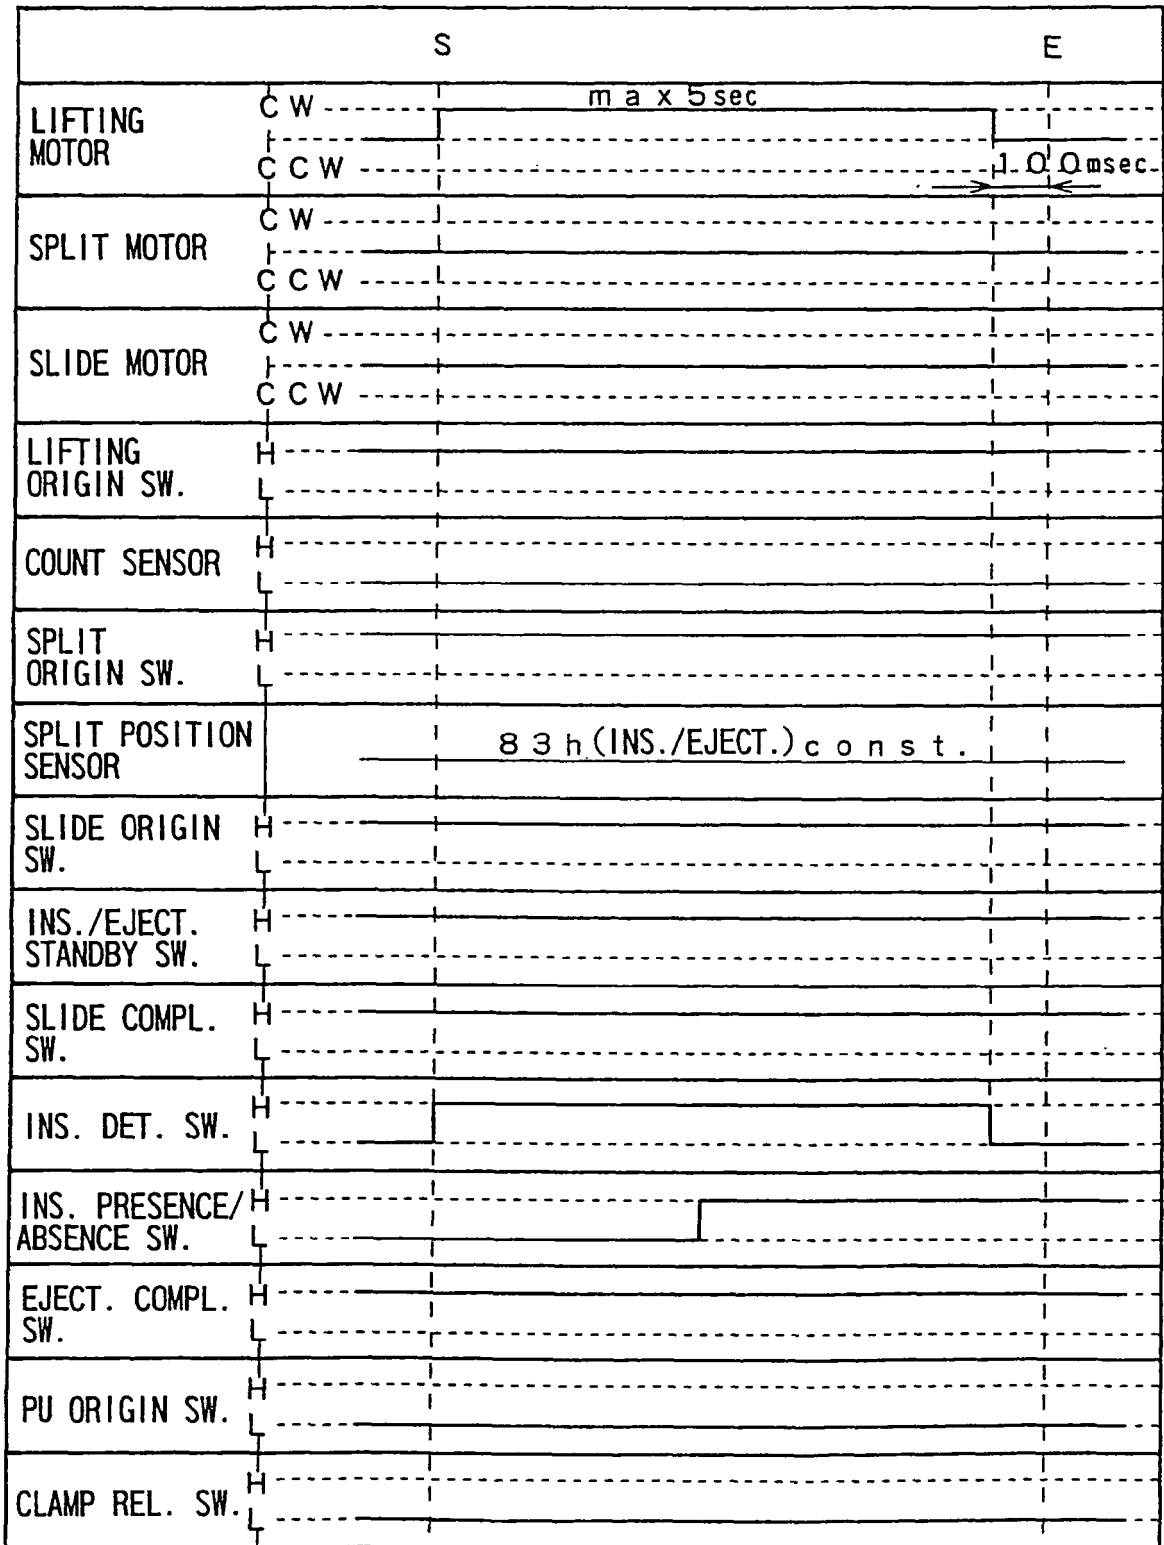 S E
LIFTING
MOTOR
CW
CCW
max 5sec
100msec
SPLIT MOTOR
CW
CCW
SLIDE MOTOR
CW
CCW
LIFTING
ORIGIN SW.
H
L
COUNT SENSOR
H
L
SPLIT
ORIGIN SW.
H
L
SPLIT POSITION
SENSOR
83h(INS./EJECT.)const.
SLIDE ORIGIN
SW.
H
L
INS./EJECT.
STANDBY SW.
H
L
SLIDE COMPL.
SW.
H
L
INS. DET. SW.
H
L
INS. PRESENCE/
ABSENCE SW.
H
L
EJECT. COMPL.
SW.
H
L
PU ORIGIN SW.
H
L
CLAMP REL. SW.
H
L